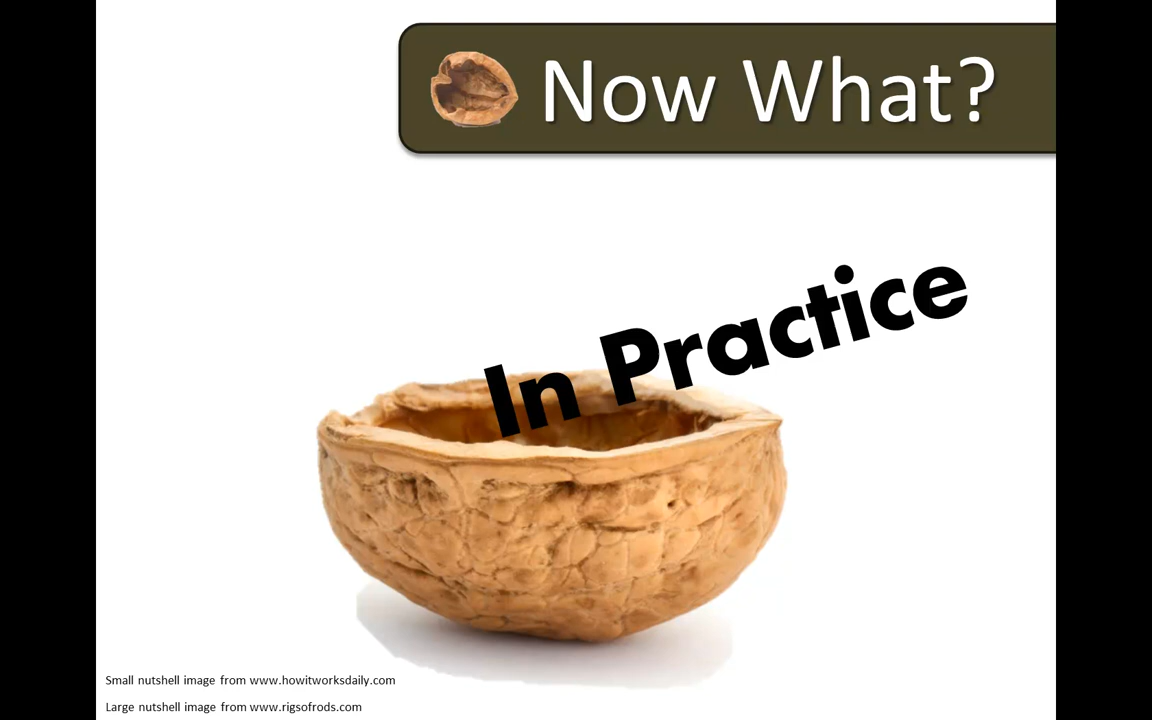 Now What?
In Practice
Small nutshell image from www.howitworksdaily.com
Large nutshell image from www.rigsofrods.com